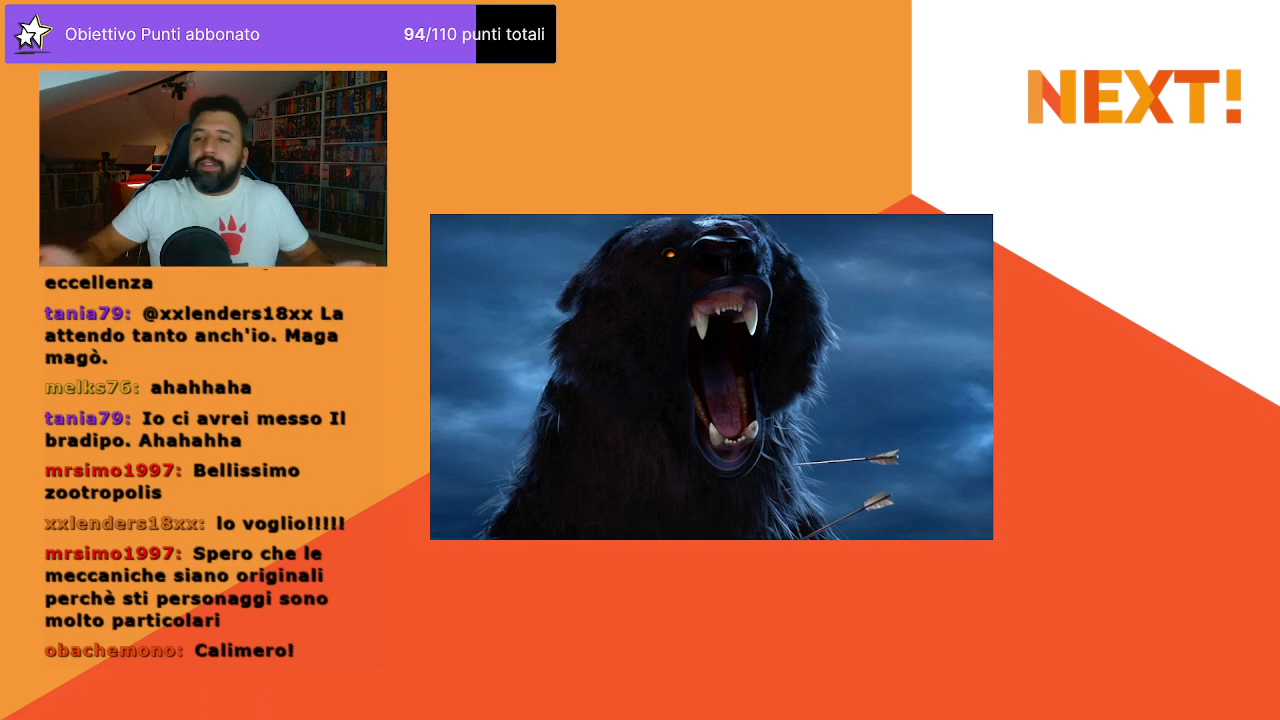 Obiettivo Punti abbonato 94/110 punti totali
NEXT!
eccellenza
tania79: @xxlenders18xx La
attendo tanto anch'io. Maga
magò.
melks76: ahahhaha
tania79: Io ci avrei messo Il
bradipo. Ahahahha
mrsimo1997: Bellissimo
zootropolis
xxlenders18xx: lo voglio!!!!!
mrsimo1997: Spero che le
meccaniche siano originali
perchè sti personaggi sono
molto particolari
obachemono: Calimero!